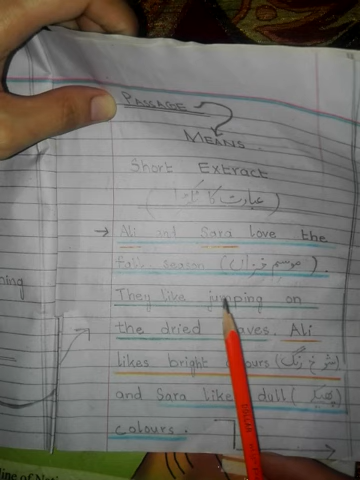 PASSAGE
MEANS
Short Extract
(عبارت کا ٹکڑا)
→ Ali and Sara love the
fall season (موسم خزاں).
They like jumping on
the dried leaves. Ali
likes bright colours (شوخ رنگ)
and Sara like dull (پھیکے)
colours.